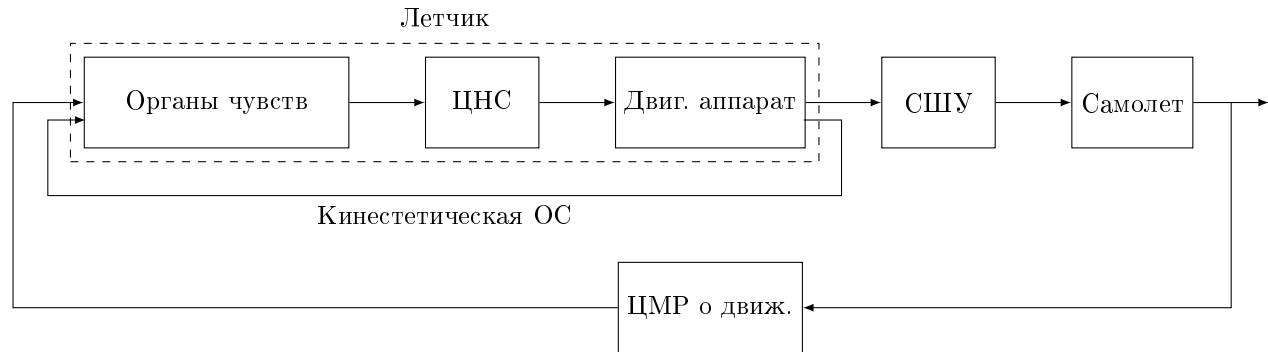 Летчик
Органы чувств
ЦНС
Двиг. аппарат
СШУ
Самолет
Кинестетическая ОС
ЦМР о движ.